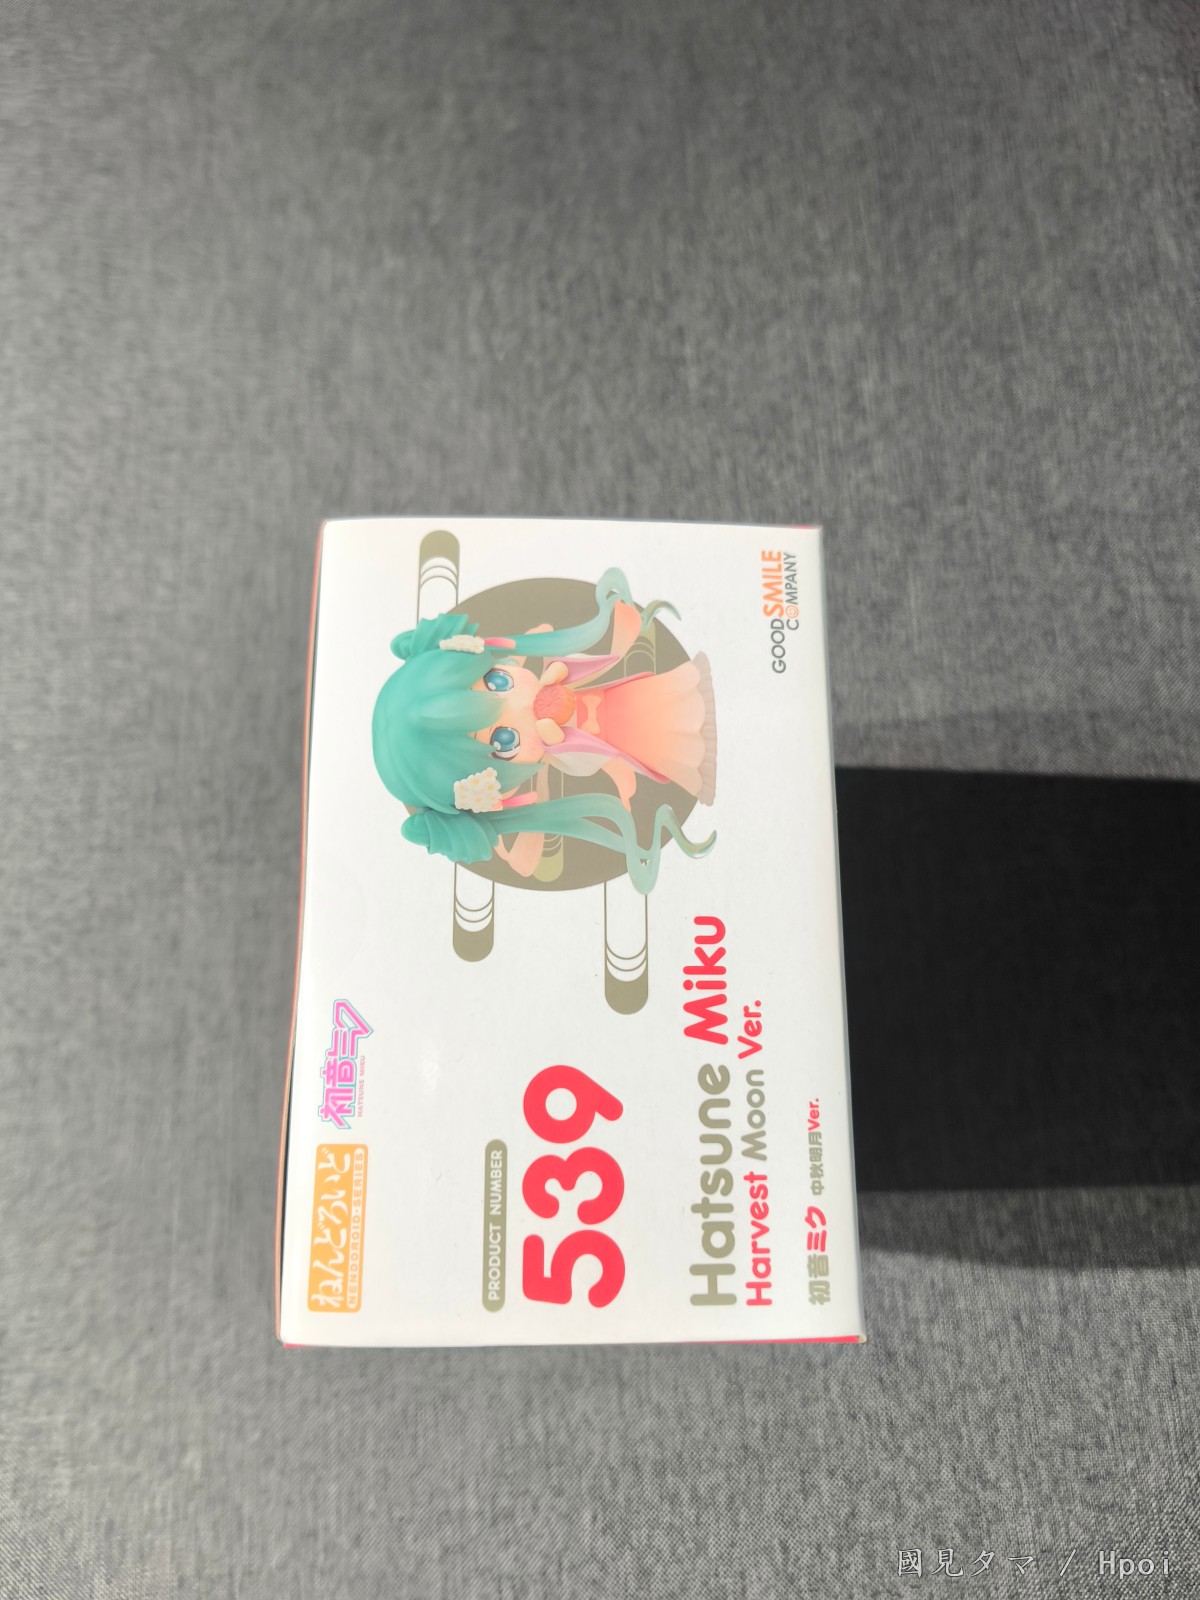 ねんどろいど
NENDOROID-SERIES
初音ミク
HATSUNE MIKU
PRODUCT NUMBER
539
Hatsune Miku
Harvest Moon Ver.
初音ミク 中秋明月Ver.
GOOD SMILE
COMPANY
國見タマ / Hpoi